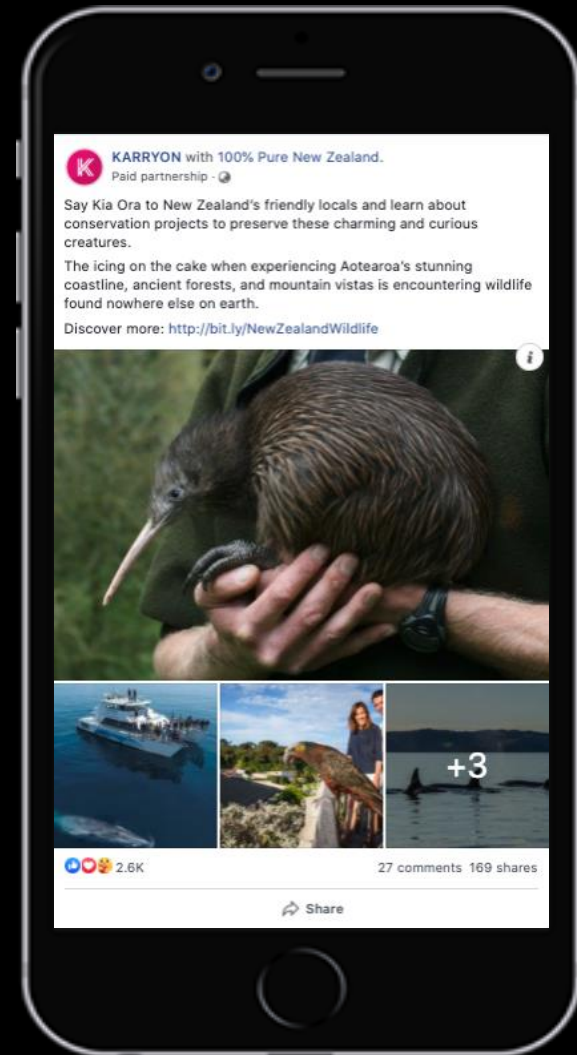 K
KARRYON with 100% Pure New Zealand.
Paid partnership ·
Say Kia Ora to New Zealand's friendly locals and learn about
conservation projects to preserve these charming and curious
creatures.
The icing on the cake when experiencing Aotearoa's stunning
coastline, ancient forests, and mountain vistas is encountering wildlife
found nowhere else on earth.
Discover more: http://bit.ly/NewZealandWildlife
i
+3
2.6K
27 comments 169 shares
Share